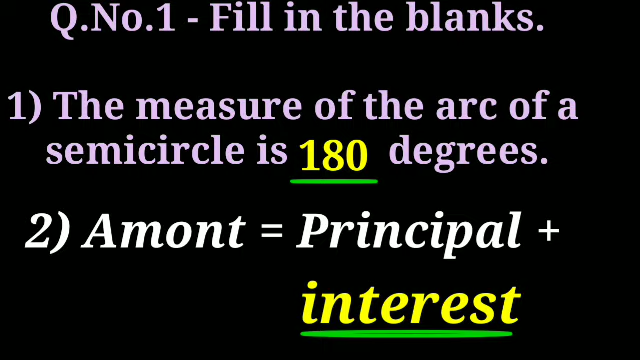 Q.No.1 - Fill in the blanks.
1) The measure of the arc of a
semicircle is 180 degrees.
2) Amont = Principal +
interest